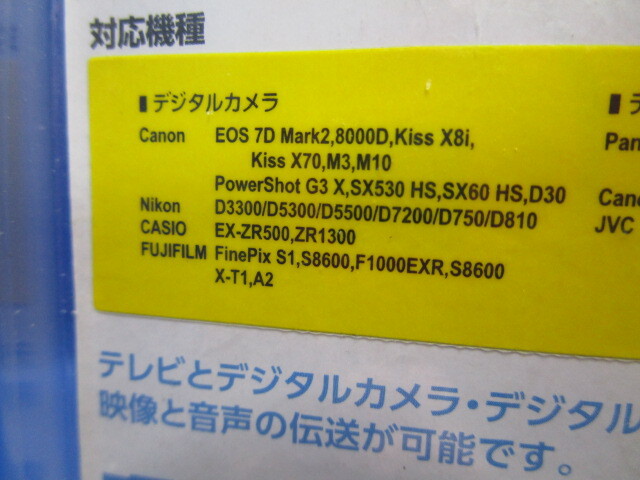 対応機種
■ デジタルカメラ
Canon EOS 7D Mark2,8000D,Kiss X8i,
Kiss X70,M3,M10
PowerShot G3 X,SX530 HS,SX60 HS,D30
Nikon D3300/D5300/D5500/D7200/D750/D810
CASIO EX-ZR500,ZR1300
FUJIFILM FinePix S1,S8600,F1000EXR,S8600
X-T1,A2
■ デ
Pan
Cano
JVC
テレビとデジタルカメラ・デジタル
映像と音声の伝送が可能です。